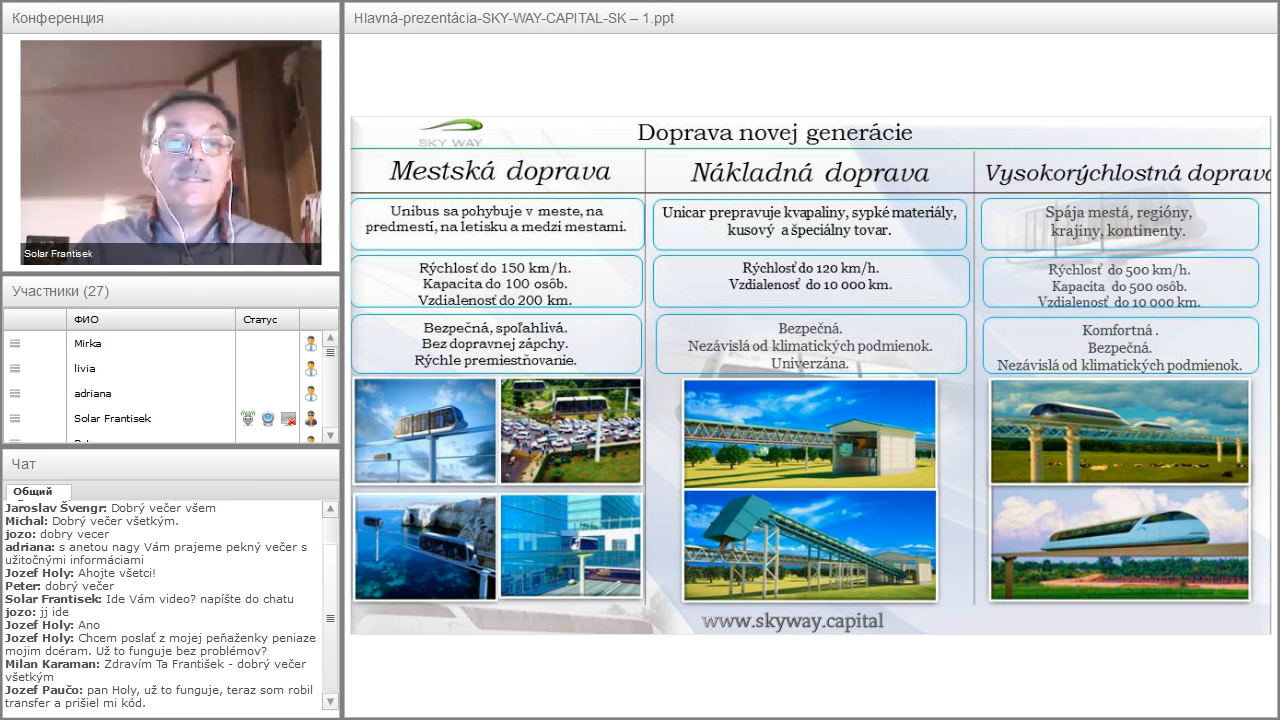 Конференция
Solar Frantisek
Участники (27)
ФИО
Статус
Mirka
livia
adriana
Solar Frantisek
Чат
Общий
Jaroslav Švengr: Dobrý večer všem
Michal: Dobrý večer všetkým.
jozo: dobry vecer
adriana: s anetou nagy Vám prajeme pekný večer s
užitočnými informáciami
Jozef Holy: Ahojte všetci!
Peter: dobrý večer
Solar Frantisek: Ide Vám video? napíšte do chatu
jozo: jj ide
Jozef Holy: Ano
Jozef Holy: Chcem poslať z mojej peňaženky peniaze
mojim dcéram. Už to funguje bez problémov?
Milan Karaman: Zdravím Ta František - dobrý večer
všetkým
Jozef Paučo: pan Holy, už to funguje, teraz som robil
transfer a prišiel mi kód.
Hlavná-prezentácia-SKY-WAY-CAPITAL-SK – 1.ppt
SKY WAY
Doprava novej generácie
Mestská doprava
Unibus sa pohybuje v meste, na
predmestí, na letisku a medzi mestami.
Rýchlosť do 150 km/h.
Kapacita do 100 osôb.
Vzdialenosť do 200 km.
Bezpečná, spoľahlivá.
Bez dopravnej zápchy.
Rýchle premiestňovanie.
Nákladná doprava
Unicar prepravuje kvapaliny, sypké materiály,
kusový a špeciálny tovar.
Rýchlosť do 120 km/h.
Vzdialenosť do 10 000 km.
Bezpečná.
Nezávislá od klimatických podmienok.
Univerzána.
Vysokorýchlostná doprava
Spája mestá, regióny,
krajiny, kontinenty.
Rýchlosť do 500 km/h.
Kapacita do 500 osôb.
Vzdialenosť do 10 000 km.
Komfortná .
Bezpečná.
Nezávislá od klimatických podmienok.
www.skyway.capital